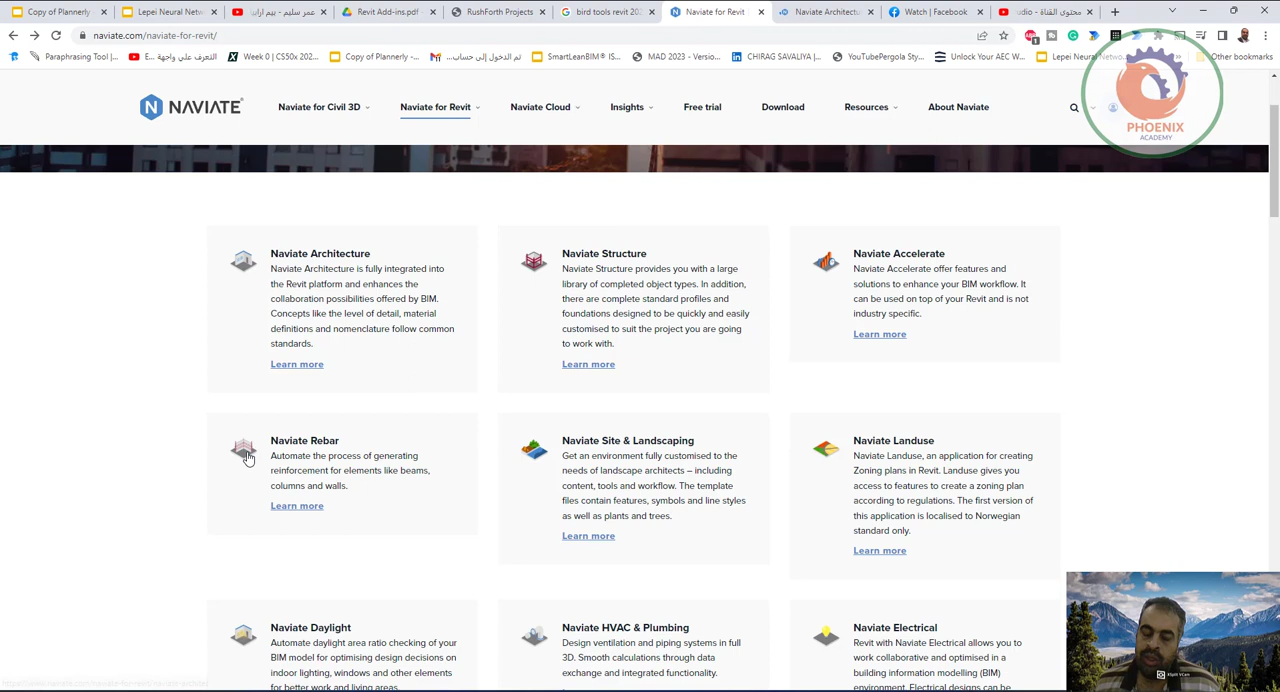 Copy of Plannerly
Lepei Neural Netw
عمر سليم - بيم ارابيا
Revit Add-ins.pdf
RushForth Projects
bird tools revit 202
Naviate for Revit
Naviate Architectu
Watch | Facebook
محتوى القناة - udio
naviate.com/naviate-for-revit/
Paraphrasing Tool |...
التعرف علي واجهة... E
Week 0 | CS50x 202...
Copy of Plannerly -...
تم الدخول إلى حساب...
SmartLeanBIM® IS...
MAD 2023 - Versio...
CHIRAG SAVALIYA |...
YouTubePergola Sty...
Unlock Your AEC W...
Lepei Neural Netwo
Other bookmarks
NAVIATE
Naviate for Civil 3D
Naviate for Revit
Naviate Cloud
Insights
Free trial
Download
Resources
About Naviate
PHOENIX
ACADEMY
Naviate Architecture
Naviate Architecture is fully integrated into
the Revit platform and enhances the
collaboration possibilities offered by BIM.
Concepts like the level of detail, material
definitions and nomenclature follow common
standards.
Learn more
Naviate Structure
Naviate Structure provides you with a large
library of completed object types. In addition,
there are complete standard profiles and
foundations designed to be quickly and easily
customised to suit the project you are going
to work with.
Learn more
Naviate Accelerate
Naviate Accelerate offer features and
solutions to enhance your BIM workflow. It
can be used on top of your Revit and is not
industry specific.
Learn more
Naviate Rebar
Automate the process of generating
reinforcement for elements like beams,
columns and walls.
Learn more
Naviate Site & Landscaping
Get an environment fully customised to the
needs of landscape architects – including
content, tools and workflow. The template
files contain features, symbols and line styles
as well as plants and trees.
Learn more
Naviate Landuse
Naviate Landuse, an application for creating
Zoning plans in Revit. Landuse gives you
access to features to create a zoning plan
according to regulations. The first version of
this application is localised to Norwegian
standard only.
Learn more
Naviate Daylight
Automate daylight area ratio checking of your
BIM model for optimising design decisions on
indoor lighting, windows and other elements
for better work and living areas.
Naviate HVAC & Plumbing
Design ventilation and piping systems in full
3D. Smooth calculations through data
exchange and integrated functionality.
Naviate Electrical
Revit with Naviate Electrical allows you to
work collaborative and optimised in a
building information modelling (BIM)
environment. Electrical designs can be
XSplit VCam